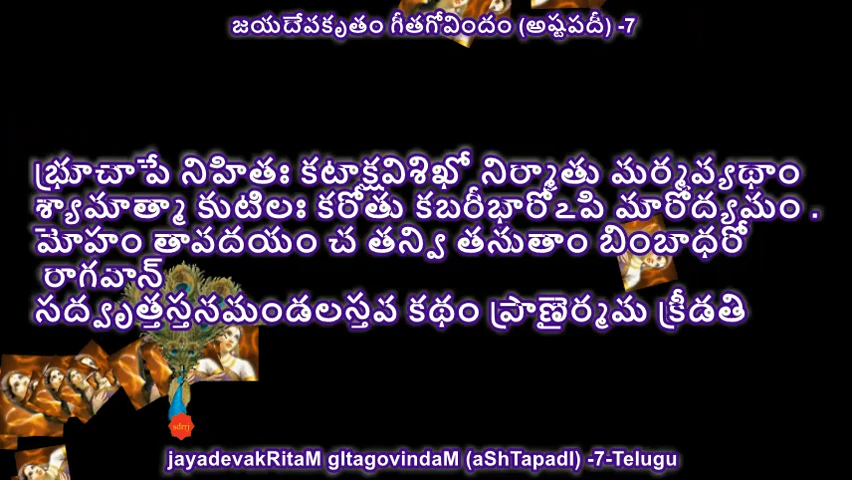 జయదేవకృతం గీతగోవిందం (అష్టపదీ) -7
భ్రూచాపే నిహితః కటాక్షవిశిఖో నిర్మాతు మర్మవ్యథాం
శ్యామాత్మా కుటిలః కరోతు కబరీభారోఽపి మారోద్యమం .
మోహం తావదయం చ తన్వి తనుతాం బింబాధరో
రాగవాన్
సద్వృత్తస్తనమండలస్తవ కథం ప్రాణైర్మమ క్రీడతి
sdrrj
jayadevakRitaM gItagovindaM (aShTapadI) -7-Telugu